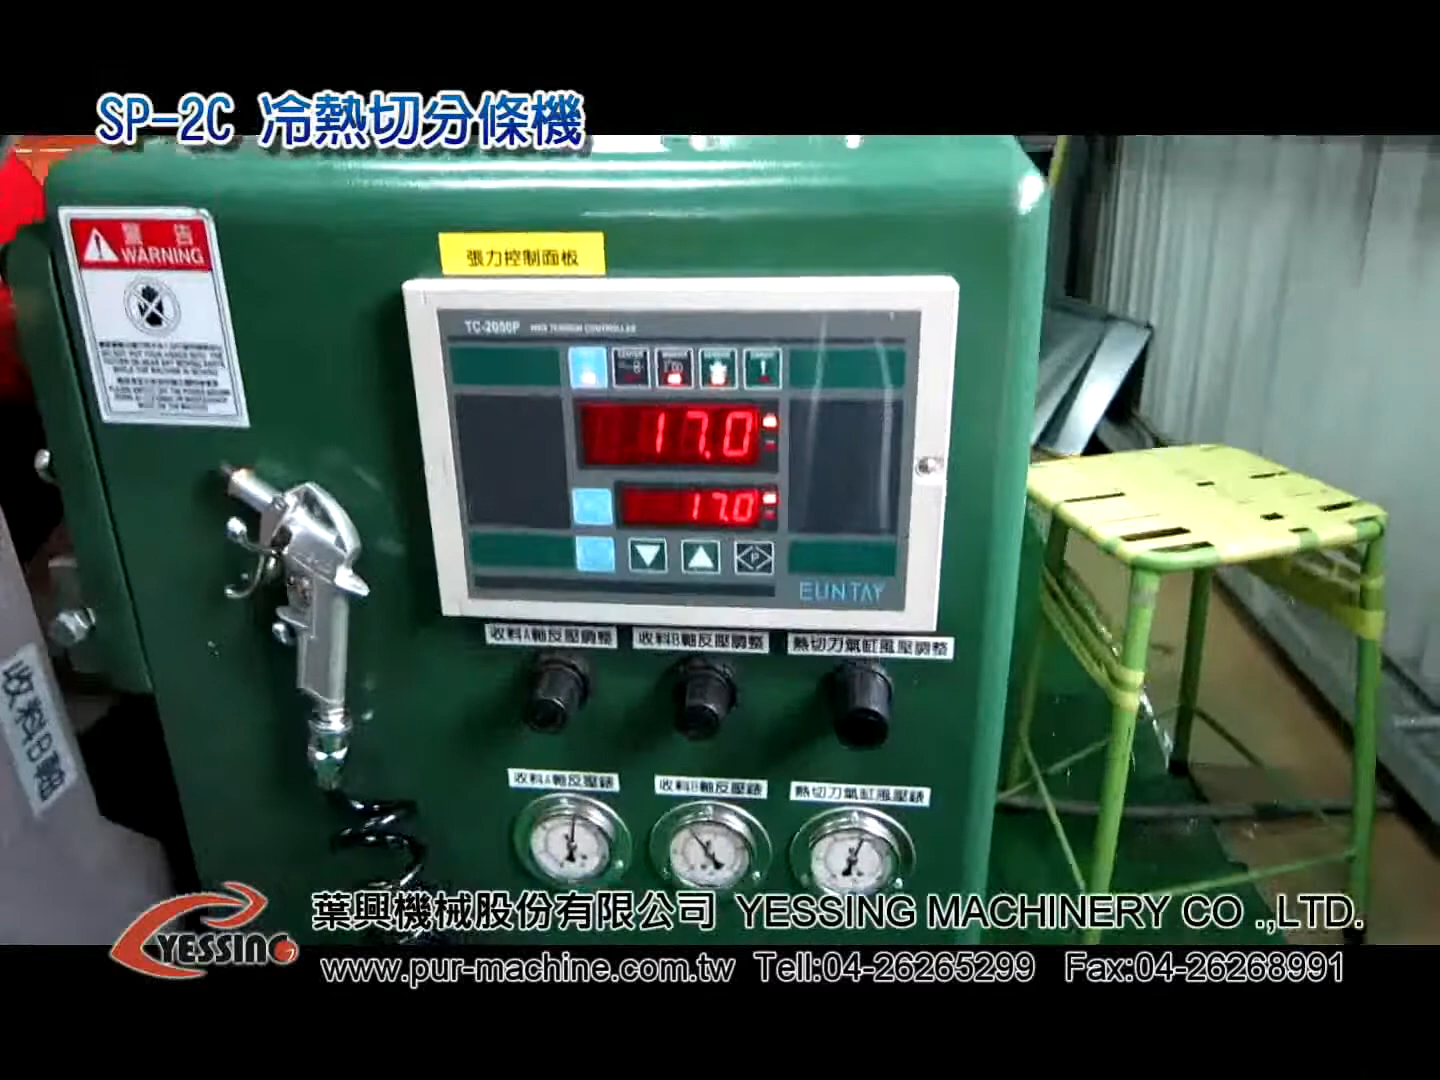 SP-2C 冷熱切分條機
警告
WARNING
張力控制面板
TC-2050P WEB TENSION CONTROLLER
17.0
17.0
P
EUNTAY
收料A軸反壓調整
收料B軸反壓調整
熱切刀氣缸風壓調整
收料B軸
收料A軸反壓錶
收料B軸反壓錶
熱切刀氣缸風壓錶
YESSING
葉興機械股份有限公司 YESSING MACHINERY CO .,LTD.
www.pur-machine.com.tw Tell:04-26265299 Fax:04-26268991